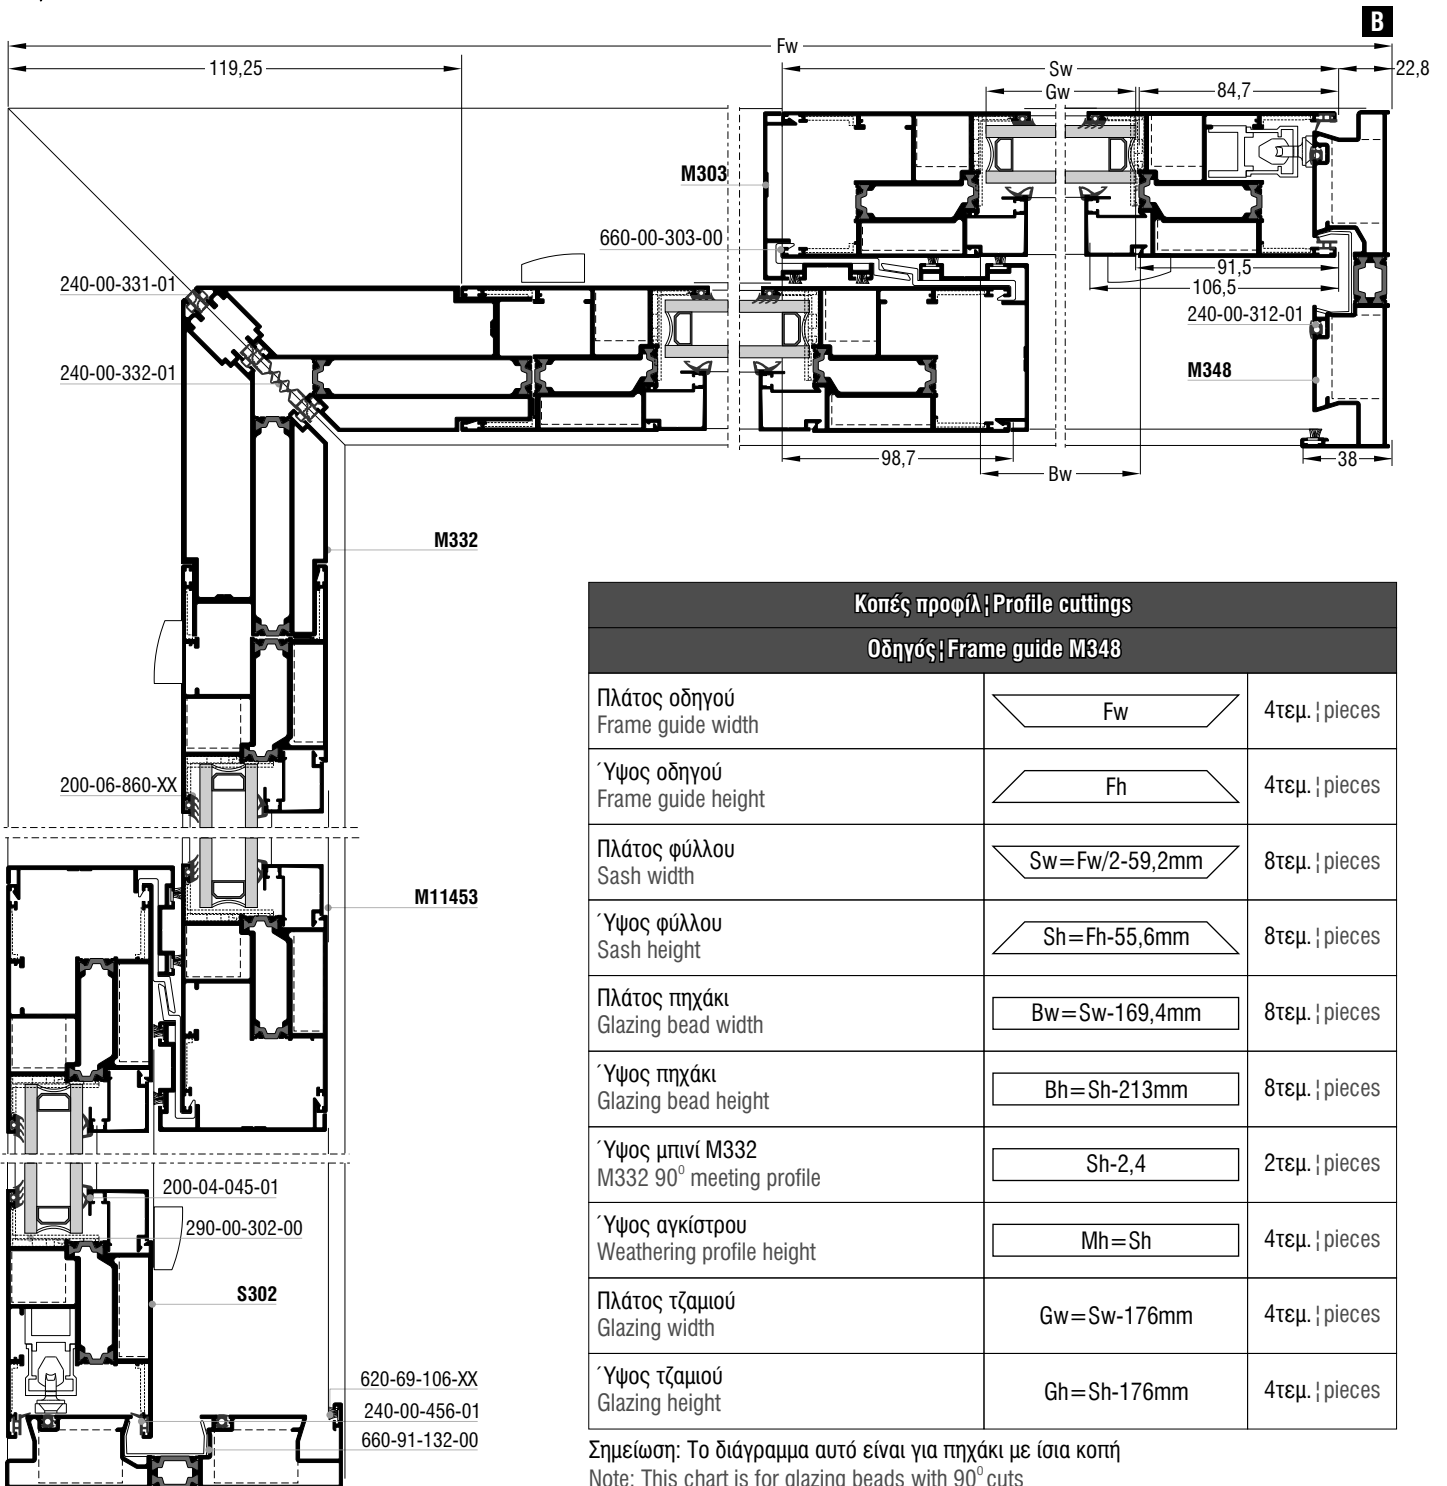 B
Fw
119,25
Sw
22,8
Gw
84,7
M303
660-00-303-00
240-00-331-01
91,5
106,5
240-00-312-01
240-00-332-01
M348
98,7
38
Bw
M332
200-06-860-XX
M11453
200-04-045-01
290-00-302-00
S302
620-69-106-XX
240-00-456-01
660-91-132-00
Κοπές προφίλ ¦ Profile cuttings
Οδηγός ¦ Frame guide M348
Πλάτος οδηγού
Frame guide width
Fw
4τεμ. ¦ pieces
Ύψος οδηγού
Frame guide height
Fh
4τεμ. ¦ pieces
Πλάτος φύλλου
Sash width
Sw=Fw/2-59,2mm
8τεμ. ¦ pieces
Ύψος φύλλου
Sash height
Sh=Fh-55,6mm
8τεμ. ¦ pieces
Πλάτος πηχάκι
Glazing bead width
Bw=Sw-169,4mm
8τεμ. ¦ pieces
Ύψος πηχάκι
Glazing bead height
Bh=Sh-213mm
8τεμ. ¦ pieces
Ύψος μπινί M332
M332 90⁰ meeting profile
Sh-2,4
2τεμ. ¦ pieces
Ύψος αγκίστρου
Weathering profile height
Mh=Sh
4τεμ. ¦ pieces
Πλάτος τζαμιού
Glazing width
Gw=Sw-176mm
4τεμ. ¦ pieces
Ύψος τζαμιού
Glazing height
Gh=Sh-176mm
4τεμ. ¦ pieces
Σημείωση: Το διάγραμμα αυτό είναι για πηχάκι με ίσια κοπή
Note: This chart is for glazing beads with 90⁰ cuts